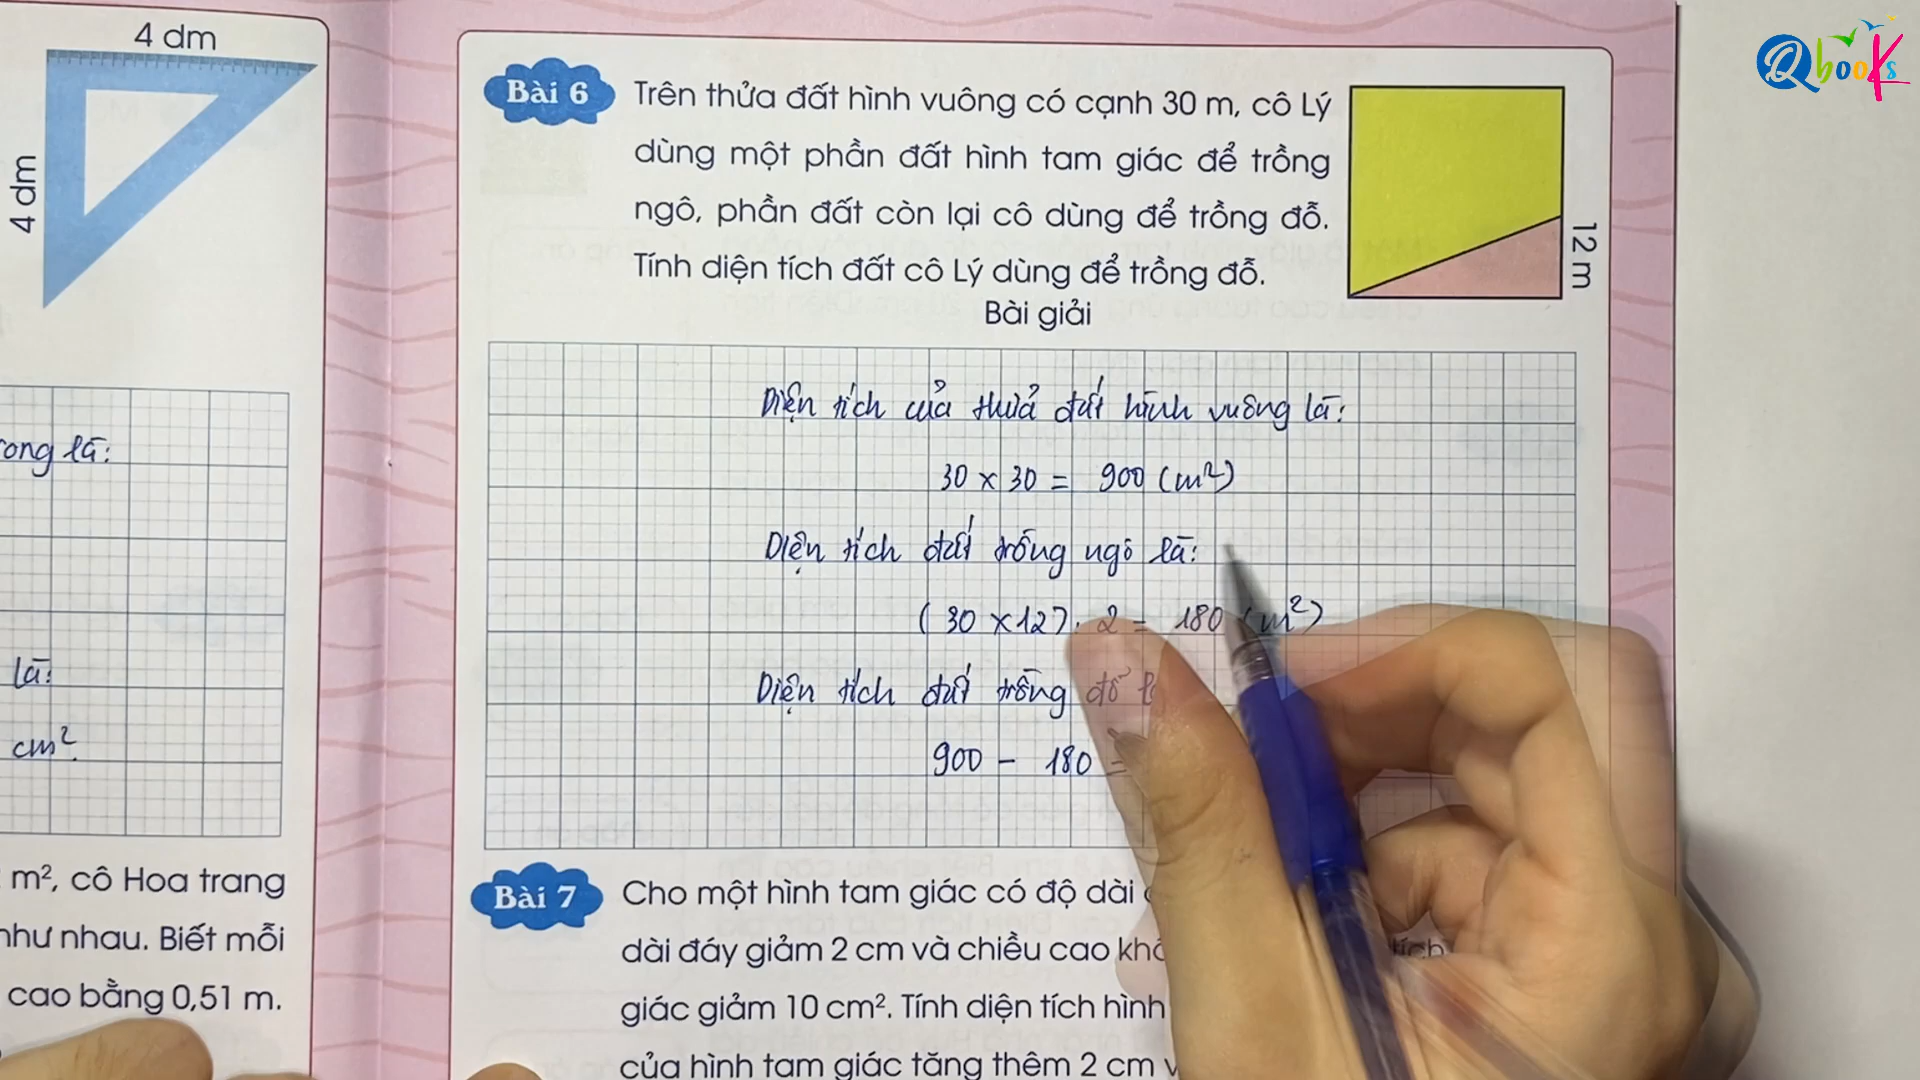 4 dm
4 dm
ong là:
là:
cm².
m², cô Hoa trang
như nhau. Biết mỗi
cao bằng 0,51 m.
Qbooks
Bài 6
Trên thửa đất hình vuông có cạnh 30 m, cô Lý
dùng một phần đất hình tam giác để trồng
ngô, phần đất còn lại cô dùng để trồng đỗ.
Tính diện tích đất cô Lý dùng để trồng đỗ.
12 m
Bài giải
Diện tích của thửa đất hình vuông là:
30 × 30 = 900 (m²)
Diện tích đất trồng ngô là:
(30 × 12) : 2 = 180 (m²)
Diện tích đất trồng đỗ
900 - 180 =
Bài 7
Cho một hình tam giác có độ dài
dài đáy giảm 2 cm và chiều cao
tích
giác giảm 10 cm². Tính diện tích hình
của hình tam giác tăng thêm 2 cm